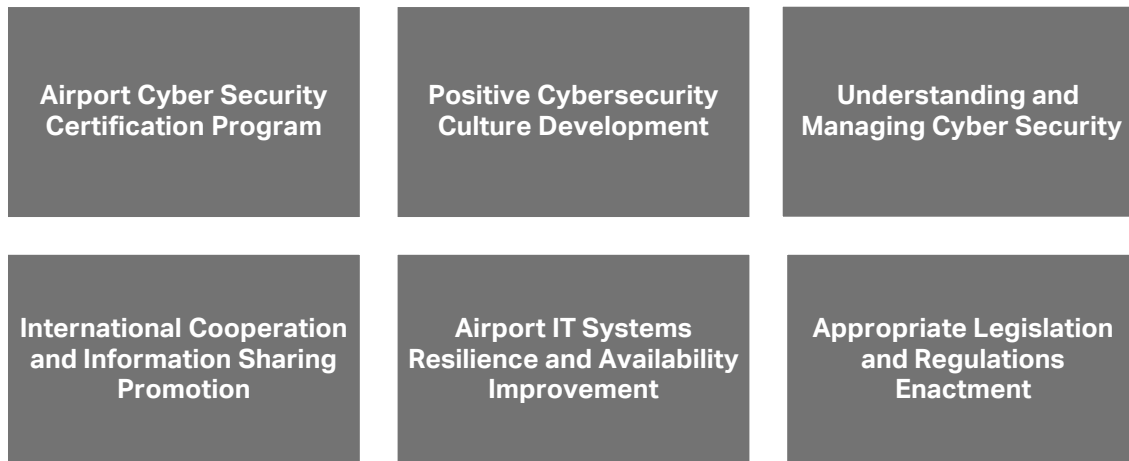 Airport Cyber Security
Certification Program
Positive Cybersecurity
Culture Development
Understanding and
Managing Cyber Security
International Cooperation
and Information Sharing
Promotion
Airport IT Systems
Resilience and Availability
Improvement
Appropriate Legislation
and Regulations
Enactment